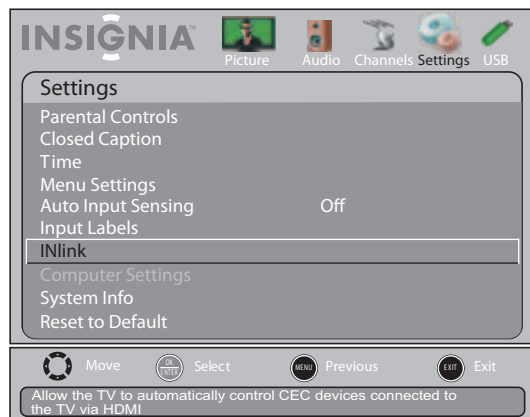 INSIGNIA™
Picture Audio Channels Settings USB
Settings
Parental Controls
Closed Caption
Time
Menu Settings
Auto Input Sensing Off
Input Labels
INlink
Computer Settings
System Info
Reset to Default
Move OK ENTER Select MENU Previous EXIT Exit
Allow the TV to automatically control CEC devices connected to
the TV via HDMI